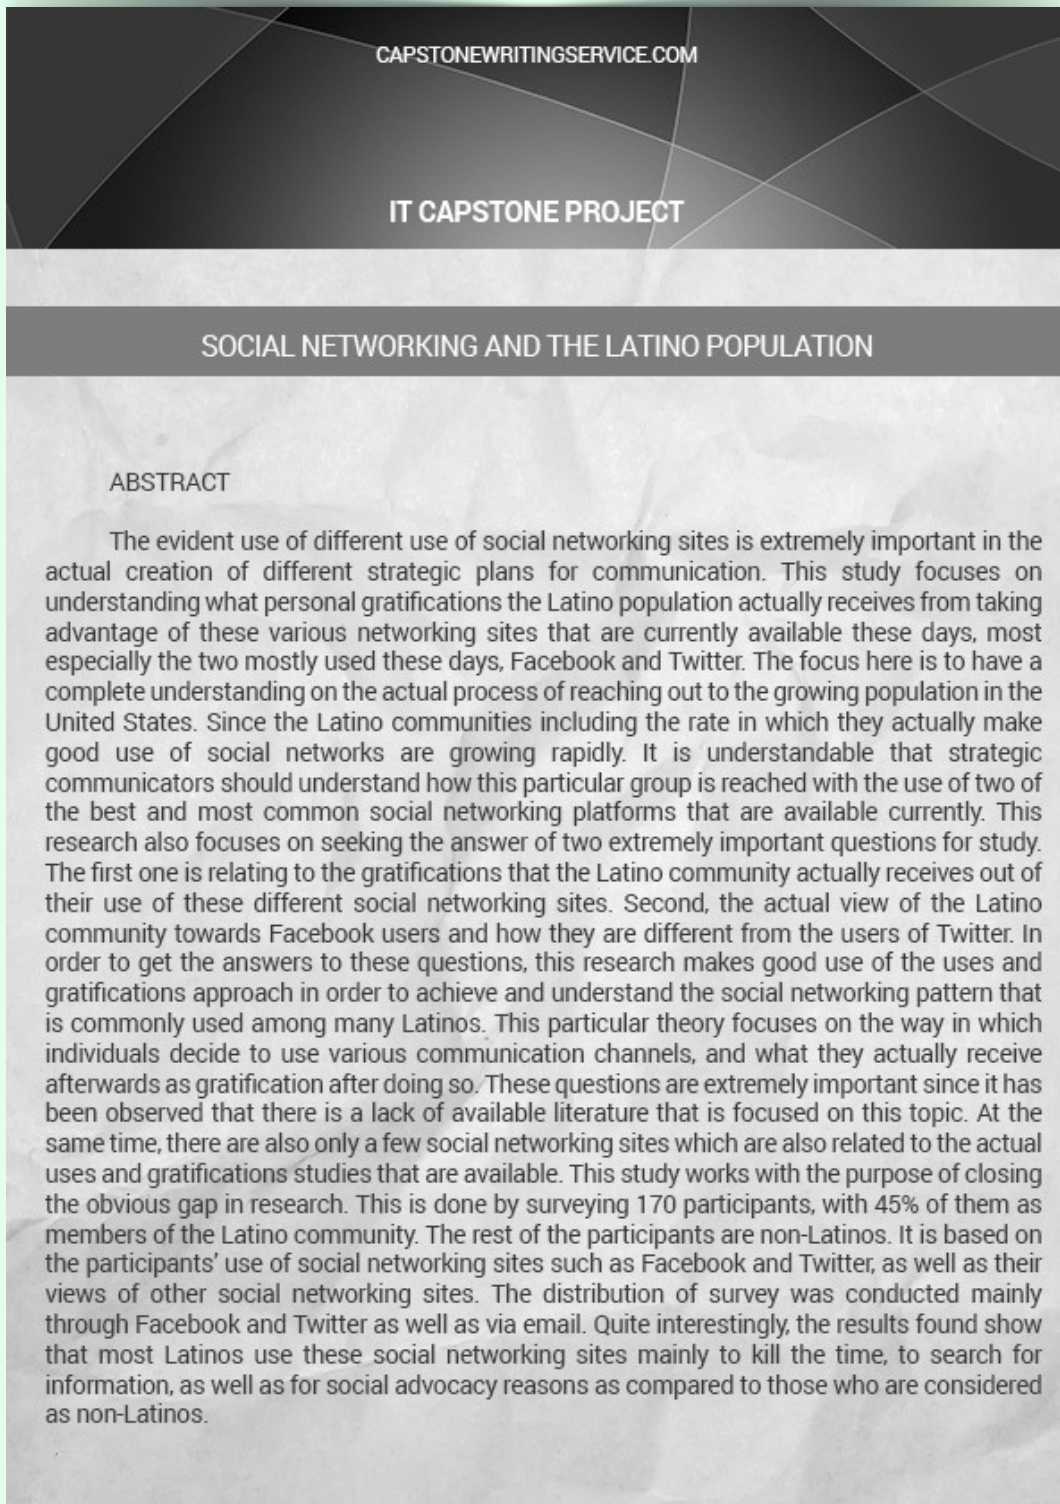 CAPSTONEWRITINGSERVICE.COM
IT CAPSTONE PROJECT
SOCIAL NETWORKING AND THE LATINO POPULATION
ABSTRACT
The evident use of different use of social networking sites is extremely important in the
actual creation of different strategic plans for communication. This study focuses on
understanding what personal gratifications the Latino population actually receives from taking
advantage of these various networking sites that are currently available these days, most
especially the two mostly used these days, Facebook and Twitter. The focus here is to have a
complete understanding on the actual process of reaching out to the growing population in the
United States. Since the Latino communities including the rate in which they actually make
good use of social networks are growing rapidly. It is understandable that strategic
communicators should understand how this particular group is reached with the use of two of
the best and most common social networking platforms that are available currently. This
research also focuses on seeking the answer of two extremely important questions for study.
The first one is relating to the gratifications that the Latino community actually receives out of
their use of these different social networking sites. Second, the actual view of the Latino
community towards Facebook users and how they are different from the users of Twitter. In
order to get the answers to these questions, this research makes good use of the uses and
gratifications approach in order to achieve and understand the social networking pattern that
is commonly used among many Latinos. This particular theory focuses on the way in which
individuals decide to use various communication channels, and what they actually receive
afterwards as gratification after doing so. These questions are extremely important since it has
been observed that there is a lack of available literature that is focused on this topic. At the
same time, there are also only a few social networking sites which are also related to the actual
uses and gratifications studies that are available. This study works with the purpose of closing
the obvious gap in research. This is done by surveying 170 participants, with 45% of them as
members of the Latino community. The rest of the participants are non-Latinos. It is based on
the participants' use of social networking sites such as Facebook and Twitter, as well as their
views of other social networking sites. The distribution of survey was conducted mainly
through Facebook and Twitter as well as via email. Quite interestingly, the results found show
that most Latinos use these social networking sites mainly to kill the time, to search for
information, as well as for social advocacy reasons as compared to those who are considered
as non-Latinos.